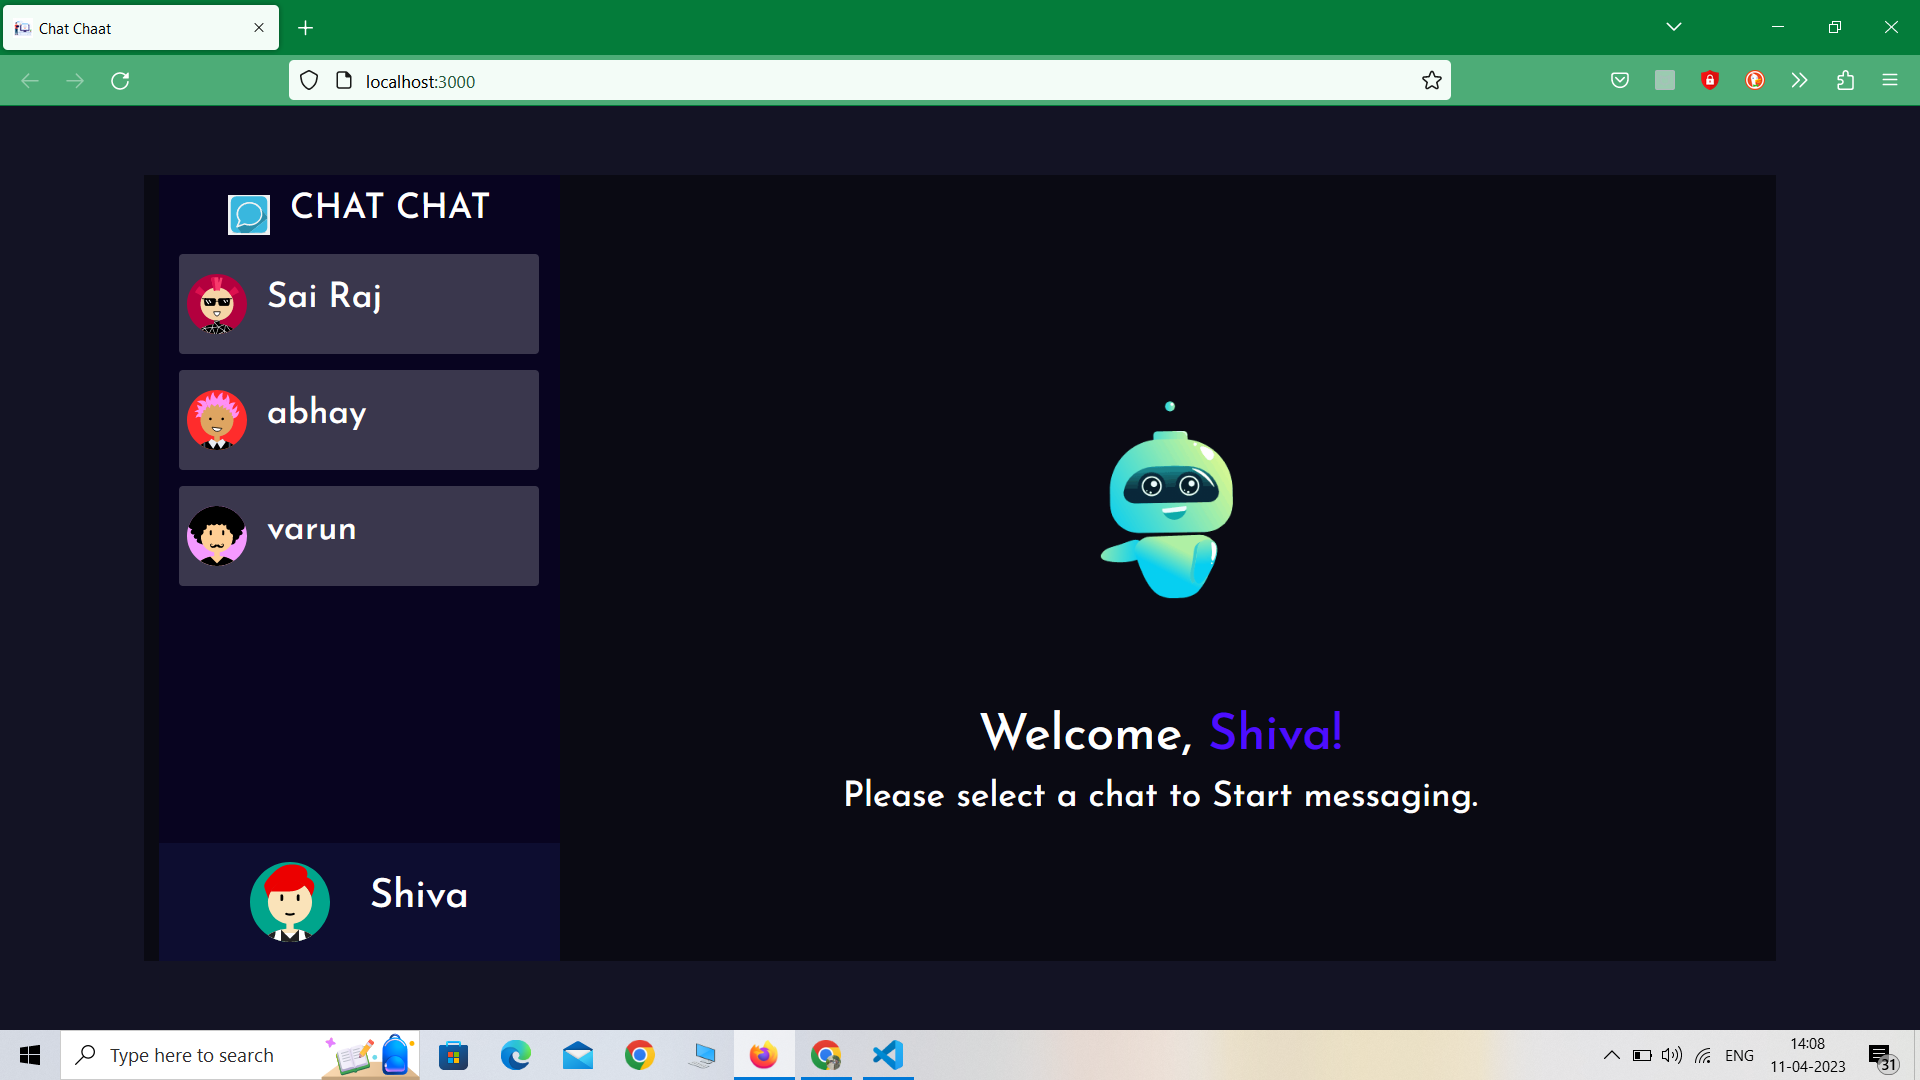 Chat Chaat
localhost:3000
CHAT CHAT
Sai Raj
abhay
varun
Welcome, Shiva!
Please select a chat to Start messaging.
Shiva
Type here to search
ENG
14:08
11-04-2023
31